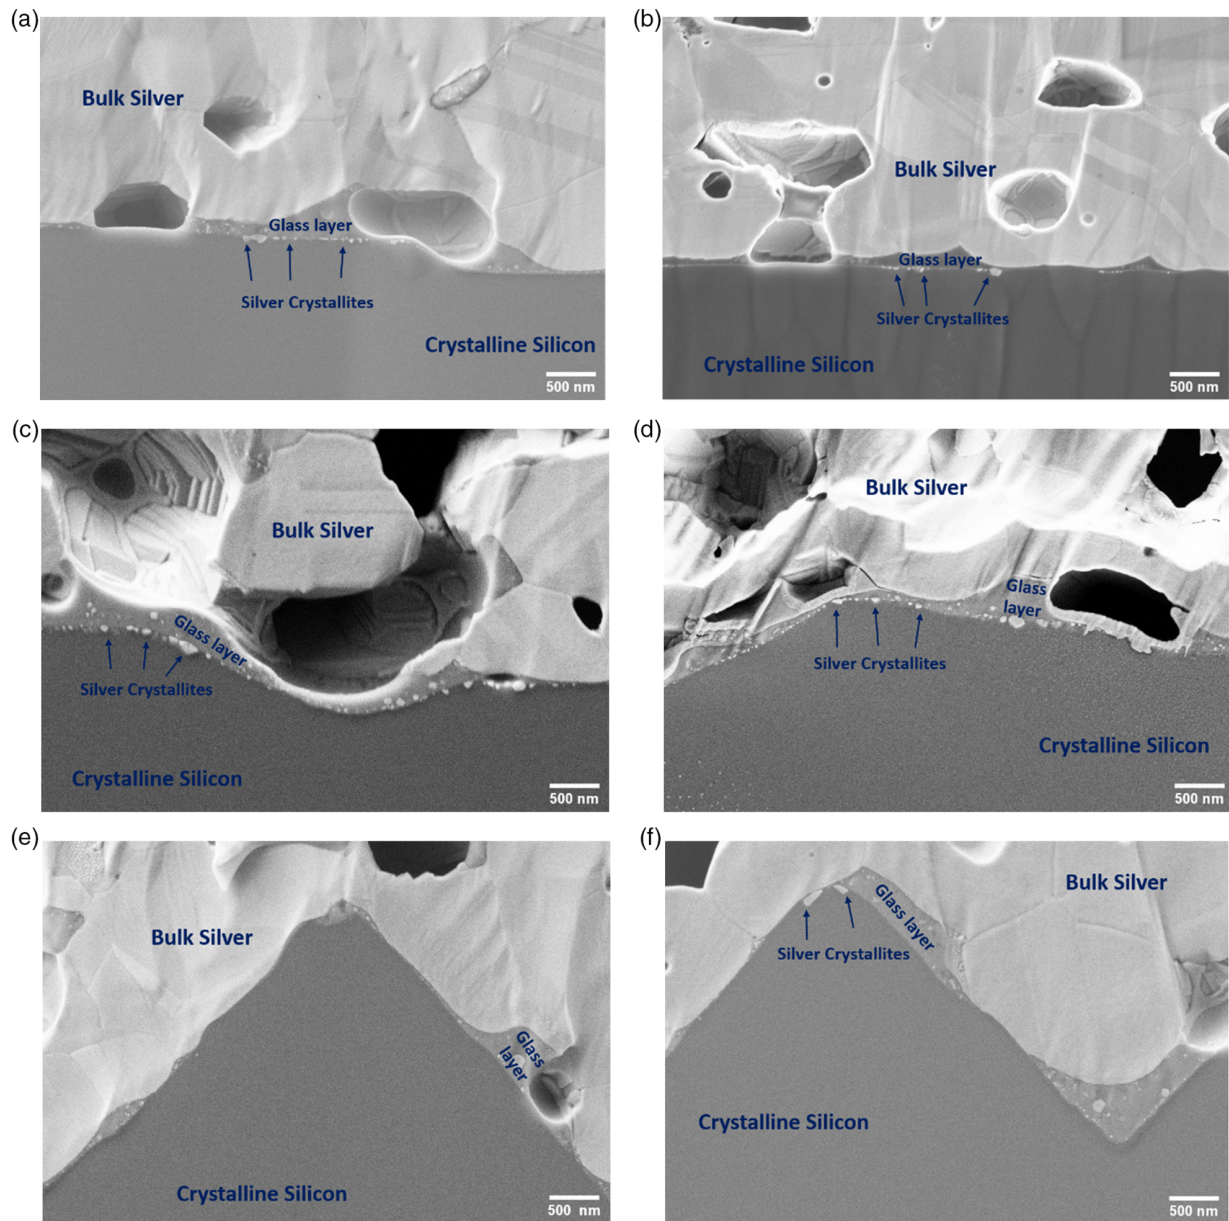 (a)
Bulk Silver
Glass layer
Silver Crystallites
Crystalline Silicon
500 nm
(b)
Bulk Silver
Glass layer
Silver Crystallites
Crystalline Silicon
500 nm
(c)
Bulk Silver
Glass layer
Silver Crystallites
Crystalline Silicon
500 nm
(d)
Bulk Silver
Glass
layer
Silver Crystallites
Crystalline Silicon
500 nm
(e)
Bulk Silver
Glass
layer
Crystalline Silicon
500 nm
(f)
Bulk Silver
Glass layer
Silver Crystallites
Crystalline Silicon
500 nm